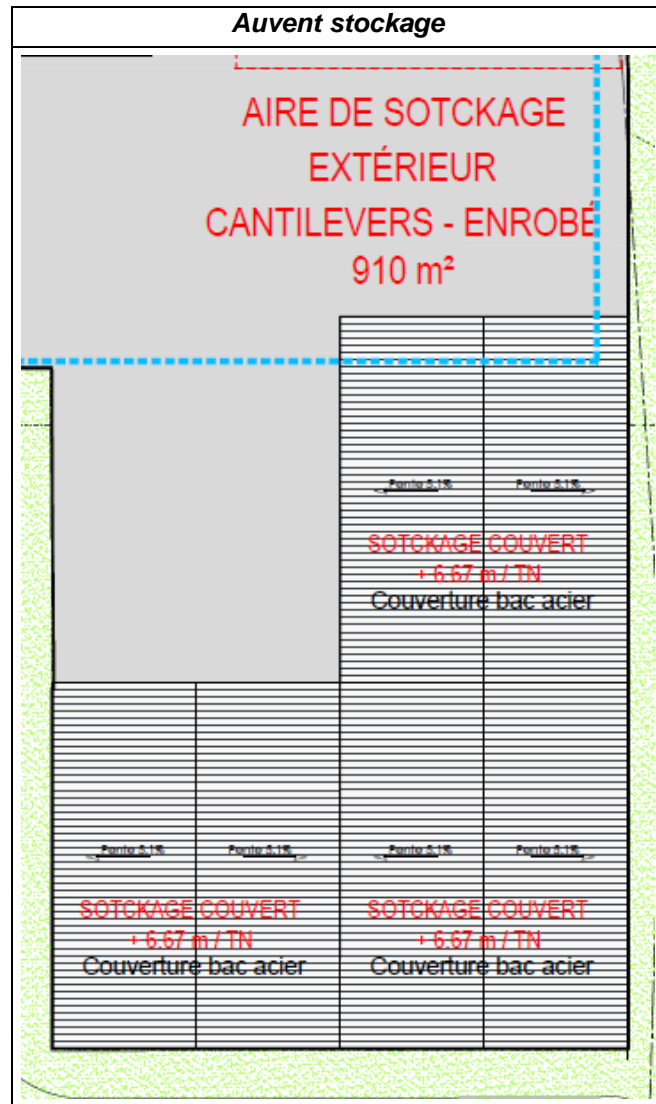 Auvent stockage
AIRE DE SOTCKAGE
EXTÉRIEUR
CANTILEVERS - ENROBÉ
910 m²
Pente 5.1% Pente 5.1%
SOTCKAGE COUVERT
+ 6.67 m / TN
Couverture bac acier
Pente 5.1% Pente 5.1% Pente 5.1% Pente 5.1%
SOTCKAGE COUVERT SOTCKAGE COUVERT
+ 6.67 m / TN + 6.67 m / TN
Couverture bac acier Couverture bac acier